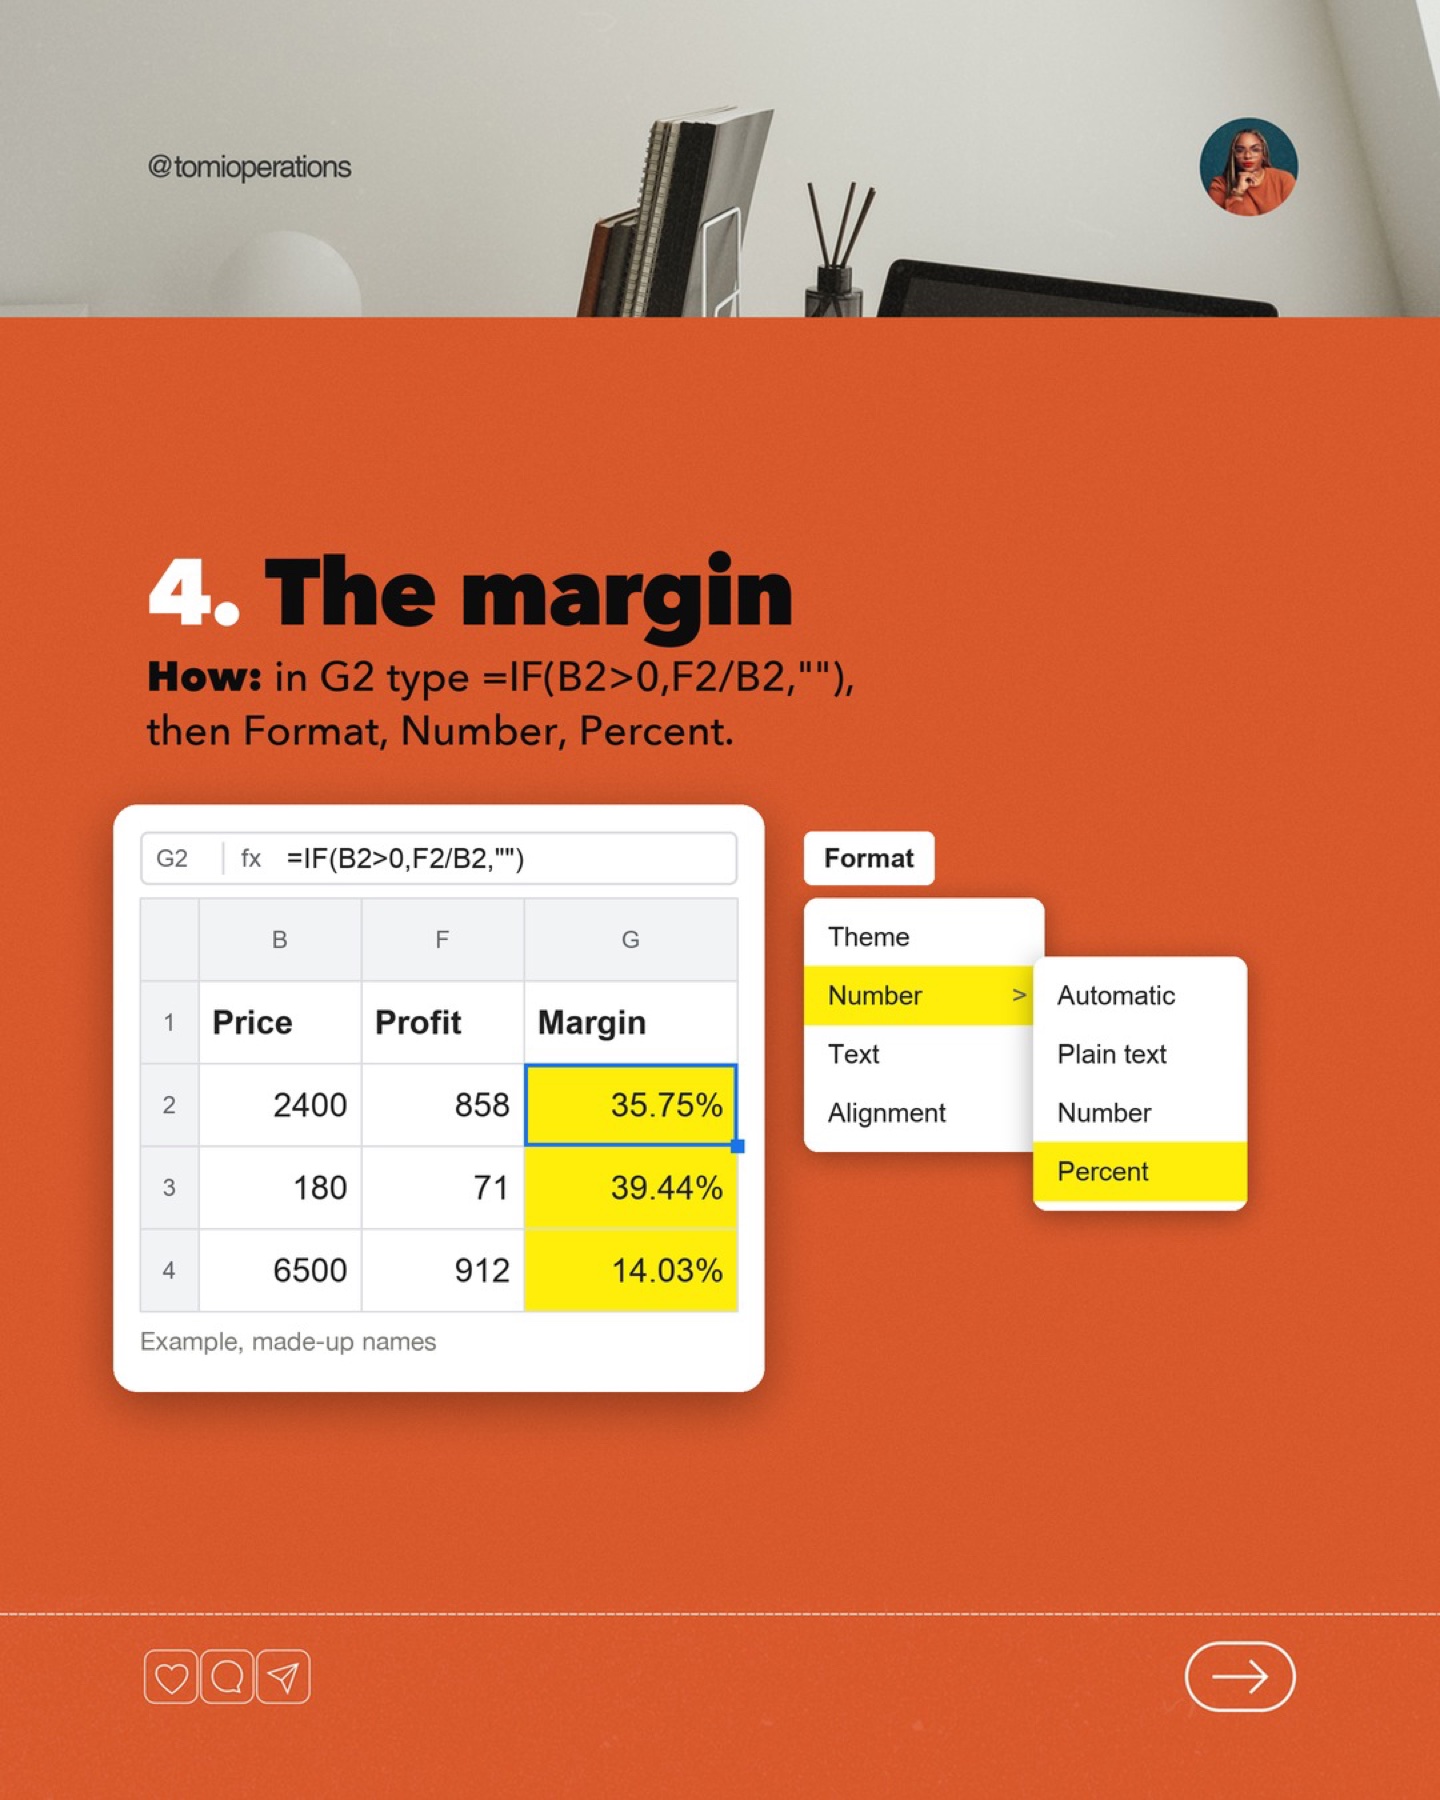 @tomioperations
4. The margin
How: in G2 type =IF(B2>0,F2/B2,""),
then Format, Number, Percent.
G2 fx =IF(B2>0,F2/B2,"")
B F G
1 Price Profit Margin
2 2400 858 35.75%
3 180 71 39.44%
4 6500 912 14.03%
Example, made-up names
Format
Theme
Number >
Text
Alignment
Automatic
Plain text
Number
Percent